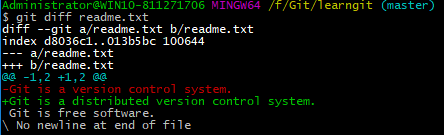 Administrator@WIN10-811271706 MINGW64 /f/Git/learngit (master)
$ git diff readme.txt
diff --git a/readme.txt b/readme.txt
index d8036c1..013b5bc 100644
--- a/readme.txt
+++ b/readme.txt
@@ -1,2 +1,2 @@
-Git is a version control system.
+Git is a distributed version control system.
 Git is free software.
\ No newline at end of file